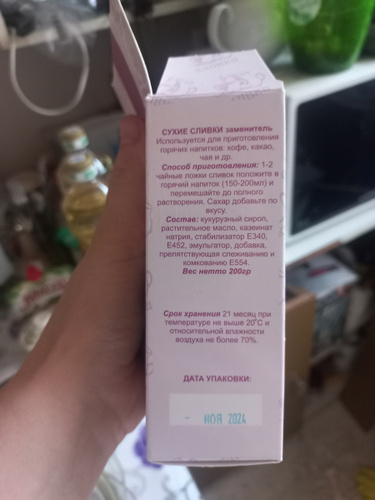 СУХИЕ СЛИВКИ заменитель
Используется для приготовления
горячих напитков: кофе, какао,
чая и др.
Способ приготовления: 1-2
чайные ложки сливок положите в
горячий напиток (150-200мл) и
перемешайте до полного
растворения. Сахар добавьте по
вкусу.
Состав: кукурузный сироп,
растительное масло, казеинат
натрия, стабилизатор Е340,
Е452, эмульгатор, добавка,
препятствующая слеживанию и
комкованию Е554.
Вес нетто 200гр
Срок хранения 21 месяц при
температуре не выше 20°С и
относительной влажности
воздуха не более 70%.
ДАТА УПАКОВКИ:
- НОЯ 2024